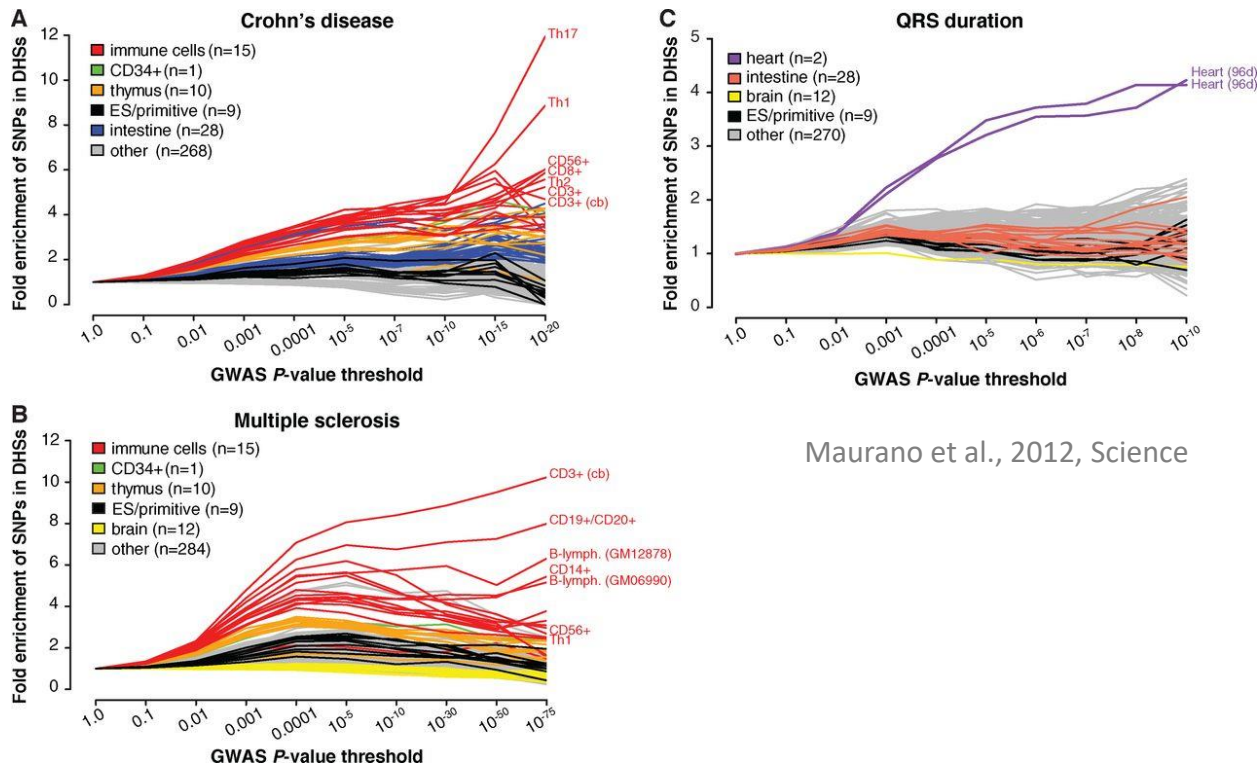 A
Crohn's disease
Fold enrichment of SNPs in DHSs
12
10
8
6
4
2
0
immune cells (n=15)
CD34+ (n=1)
thymus (n=10)
ES/primitive (n=9)
intestine (n=28)
other (n=268)
Th17
Th1
CD56+
CD8+
Th2
CD3+
CD3+ (cb)
1.0 0.1 0.01 0.001 0.0001 10-5 10-7 10-10 10-15 10-20
GWAS P-value threshold
C
QRS duration
Fold enrichment of SNPs in DHSs
5
4
3
2
1
0
heart (n=2)
intestine (n=28)
brain (n=12)
ES/primitive (n=9)
other (n=270)
Heart (96d)
Heart (96d)
1.0 0.1 0.01 0.001 0.0001 10-5 10-6 10-7 10-8 10-10
GWAS P-value threshold
B
Multiple sclerosis
Fold enrichment of SNPs in DHSs
12
10
8
6
4
2
0
immune cells (n=15)
CD34+ (n=1)
thymus (n=10)
ES/primitive (n=9)
brain (n=12)
other (n=284)
CD3+ (cb)
CD19+/CD20+
B-lymph. (GM12878)
CD14+
B-lymph. (GM06990)
CD56+
Th1
1.0 0.1 0.01 0.001 0.0001 10-5 10-10 10-30 10-50 10-75
GWAS P-value threshold
Maurano et al., 2012, Science